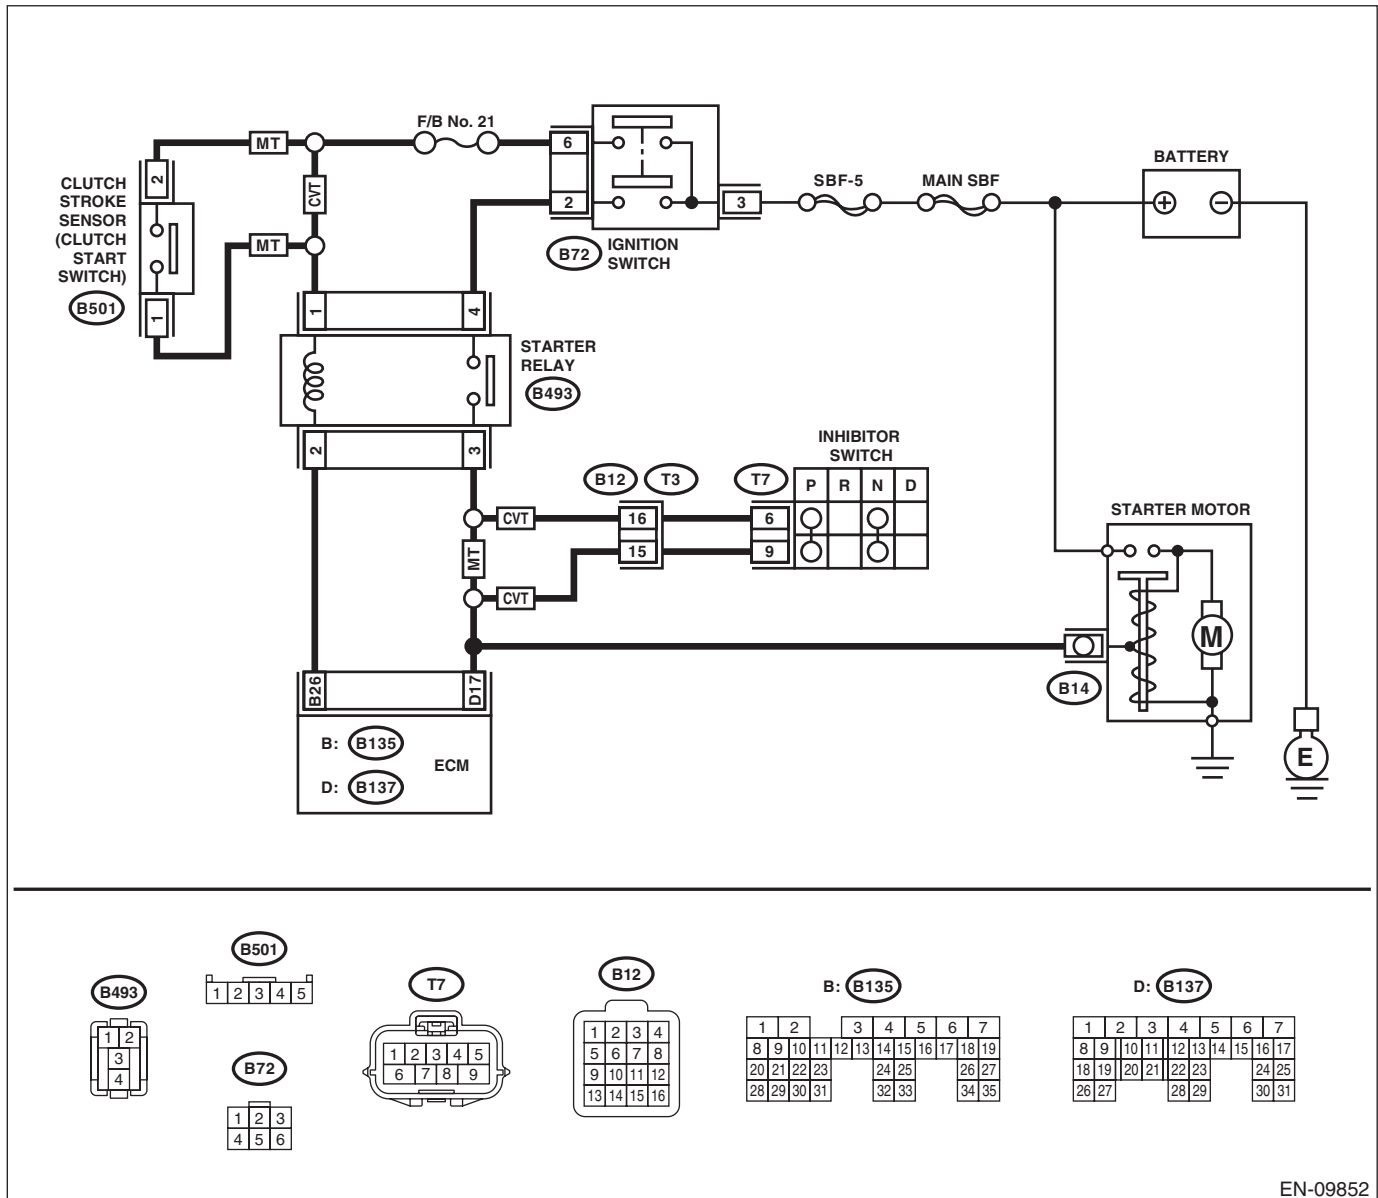 F/B No. 21
MT
6
BATTERY
2
CLUTCH
STROKE
SENSOR
(CLUTCH
START
SWITCH)
CVT
SBF-5
MAIN SBF
2
3
+
-
MT
B72
IGNITION
SWITCH
B501
1
1
4
STARTER
RELAY
B493
2
3
INHIBITOR
SWITCH
B12
T3
T7
P
R
N
D
CVT
16
6
STARTER MOTOR
MT
15
9
CVT
M
B14
B26
D17
B: B135
ECM
D: B137
E
B493
1 2
3
4
B501
1 2 3 4 5
B72
1 2 3
4 5 6
T7
1 2 3 4 5
6 7 8 9
B12
1 2 3 4
5 6 7 8
9 10 11 12
13 14 15 16
B: B135
1 2 3 4 5 6 7
8 9 10 11 12 13 14 15 16 17 18 19
20 21 22 23 24 25 26 27
28 29 30 31 32 33 34 35
D: B137
1 2 3 4 5 6 7
8 9 10 11 12 13 14 15 16 17
18 19 20 21 22 23 24 25
26 27 28 29 30 31
EN-09852